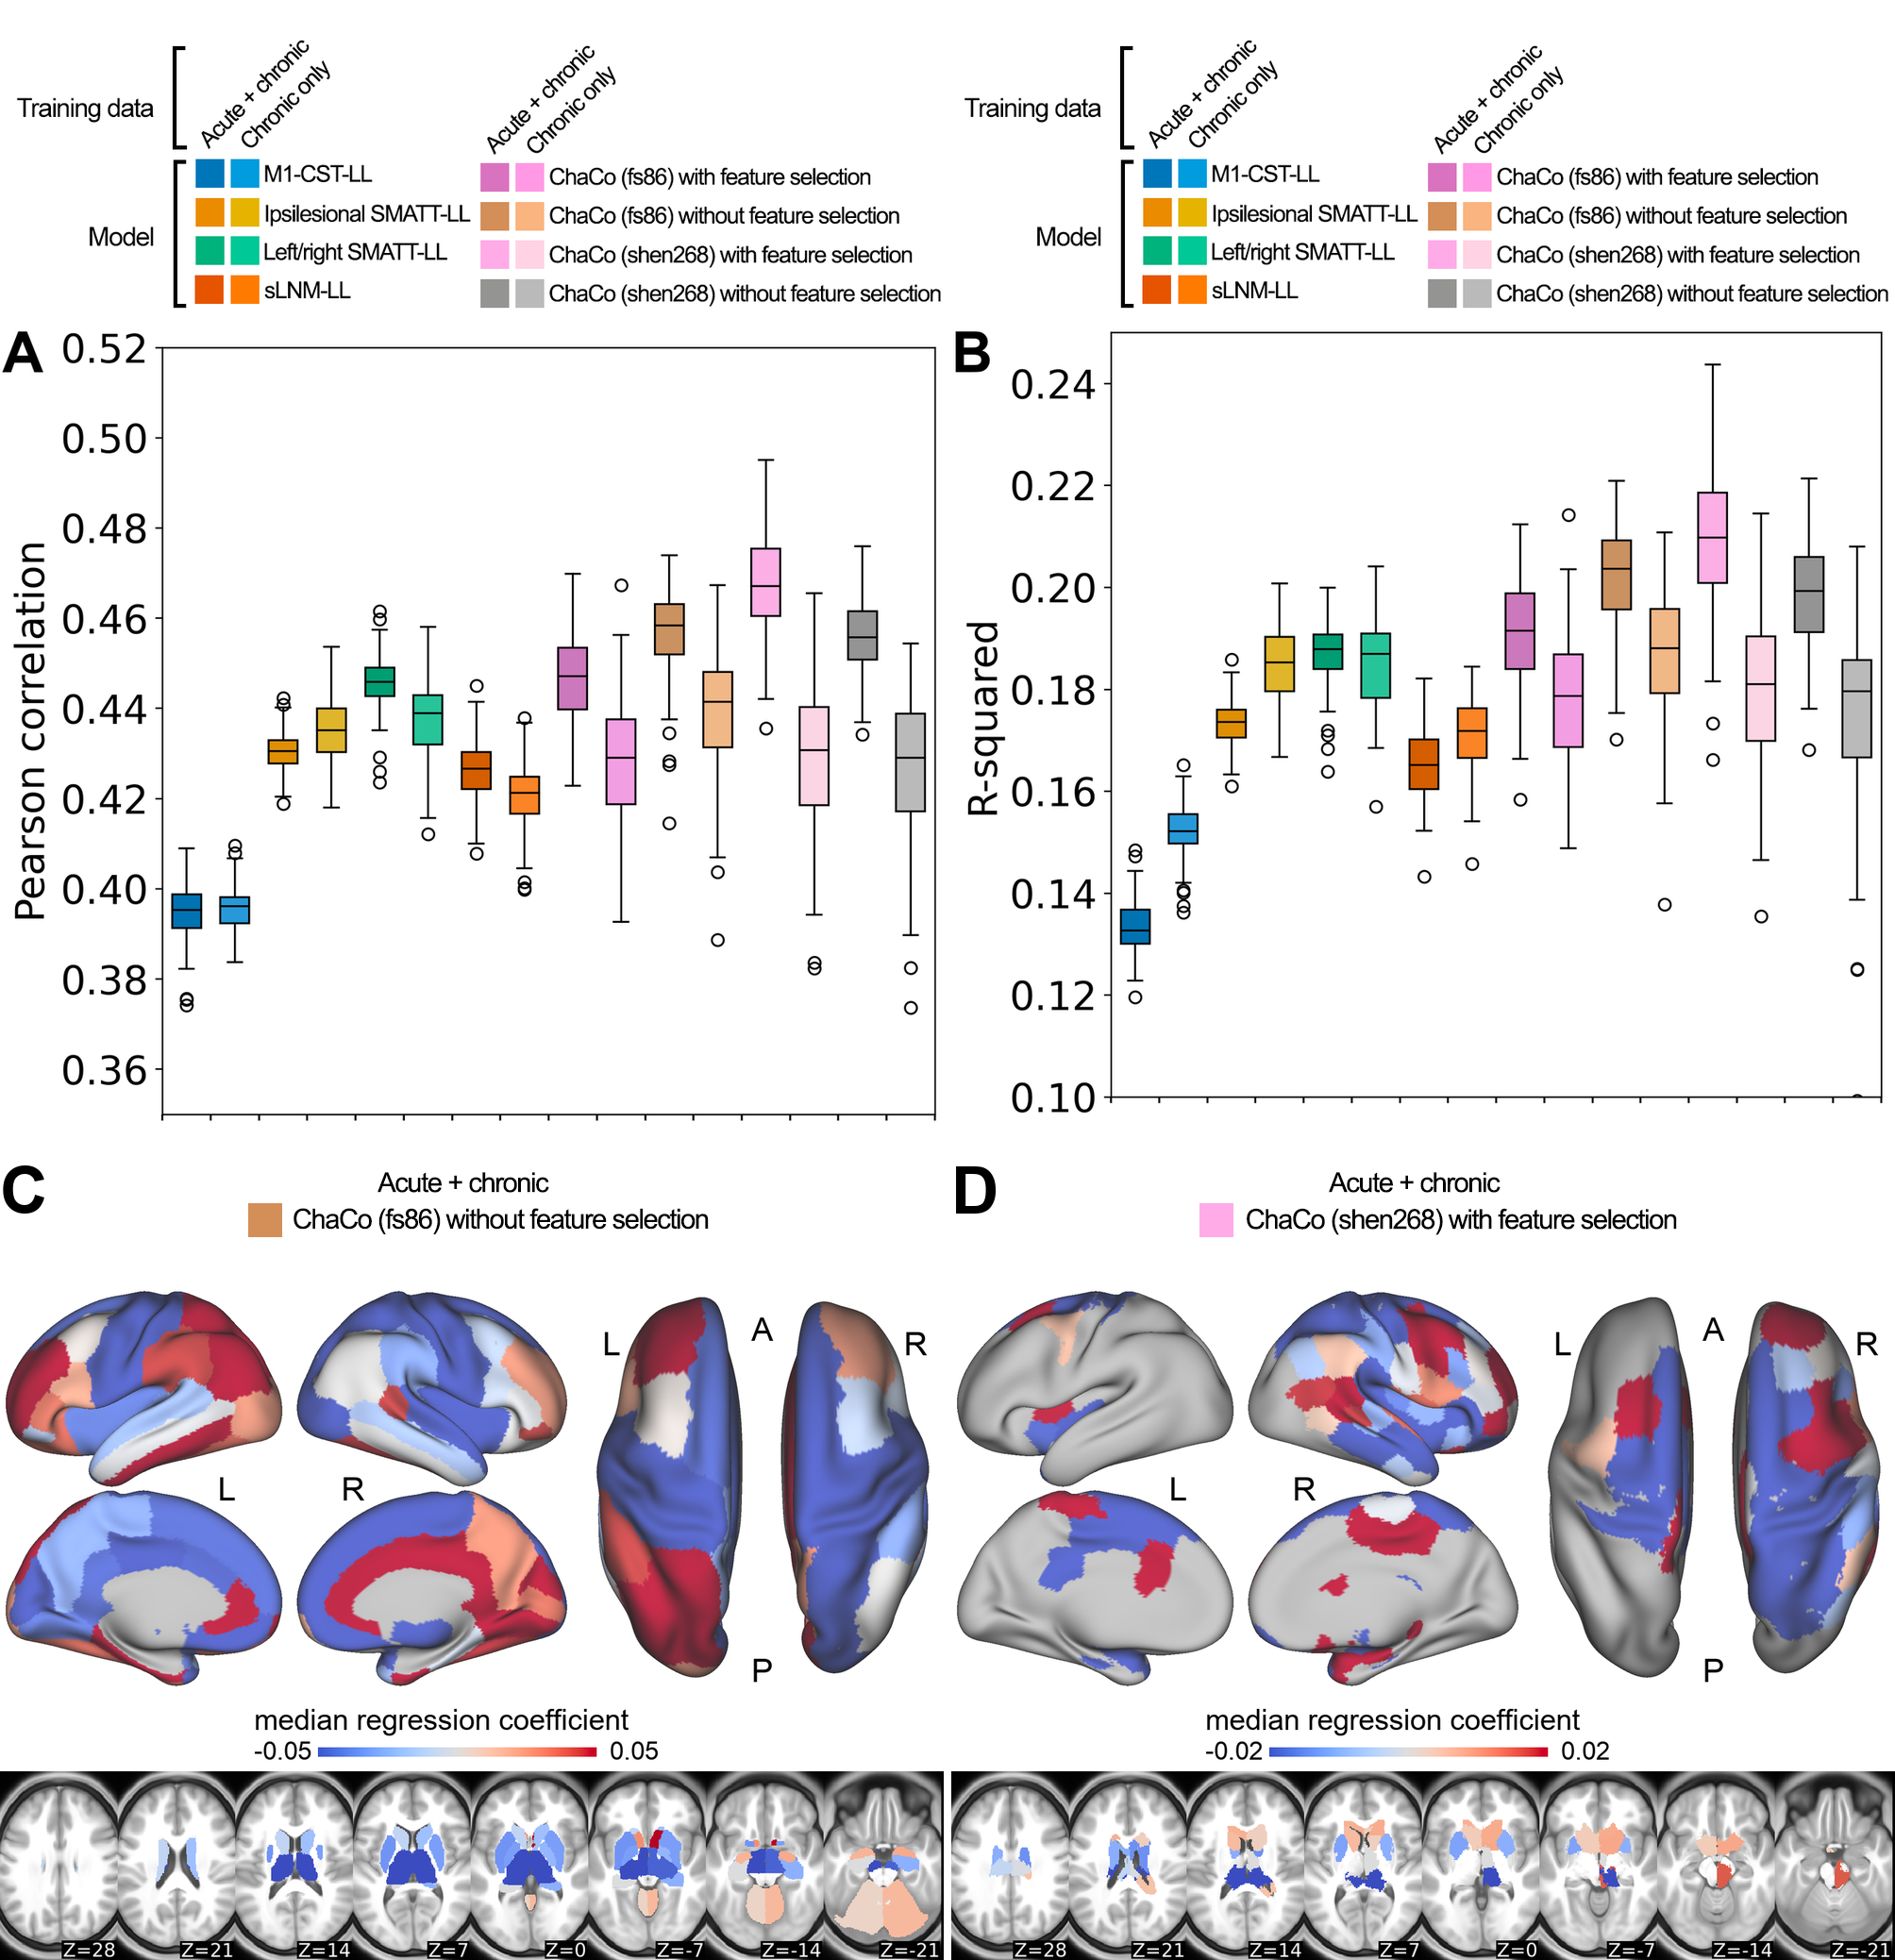 Training data
Acute + chronic
Chronic only
Acute + chronic
Chronic only
Model
M1-CST-LL
Ipsilesional SMATT-LL
Left/right SMATT-LL
sLNM-LL
ChaCo (fs86) with feature selection
ChaCo (fs86) without feature selection
ChaCo (shen268) with feature selection
ChaCo (shen268) without feature selection
Training data
Acute + chronic
Chronic only
Acute + chronic
Chronic only
Model
M1-CST-LL
Ipsilesional SMATT-LL
Left/right SMATT-LL
sLNM-LL
ChaCo (fs86) with feature selection
ChaCo (fs86) without feature selection
ChaCo (shen268) with feature selection
ChaCo (shen268) without feature selection
A
Pearson correlation
0.52
0.50
0.48
0.46
0.44
0.42
0.40
0.38
0.36
B
R-squared
0.24
0.22
0.20
0.18
0.16
0.14
0.12
0.10
C
Acute + chronic
ChaCo (fs86) without feature selection
L A R
L R
P
median regression coefficient
-0.05 0.05
Z=28 Z=21 Z=14 Z=7 Z=0 Z=-7 Z=-14 Z=-21
D
Acute + chronic
ChaCo (shen268) with feature selection
L A R
L R
P
median regression coefficient
-0.02 0.02
Z=28 Z=21 Z=14 Z=7 Z=0 Z=-7 Z=-14 Z=-21